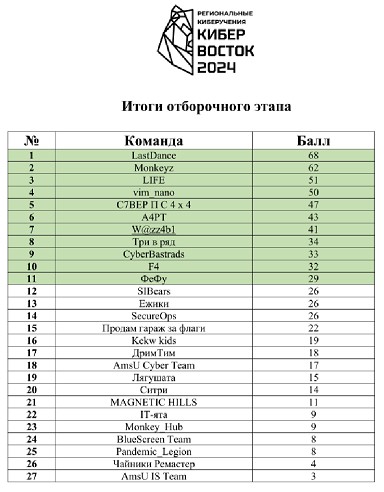 РЕГИОНАЛЬНЫЕ
КИБЕРУЧЕНИЯ
КИБЕР
ВОСТОК
2024
Итоги отборочного этапа
№ Команда Балл
1 LastDance 68
2 Monkeyz 62
3 LIFE 51
4 vim_nano 50
5 С7ВЕР П С 4 х 4 47
6 A4PT 43
7 W@zz4b1 41
8 Три в ряд 34
9 CyberBastrads 33
10 F4 32
11 ФеФу 29
12 SIBears 26
13 Ежики 26
14 SecureOps 26
15 Продам гараж за флаги 22
16 Kekw kids 19
17 ДримТим 18
18 AmsU Cyber Team 17
19 Лягушата 15
20 Ситри 14
21 MAGNETIC HILLS 11
22 IT-ята 9
23 Monkey_Hub 9
24 BlueScreen Team 8
25 Pandemic_Legion 8
26 Чайники Ремастер 4
27 AmsU IS Team 3